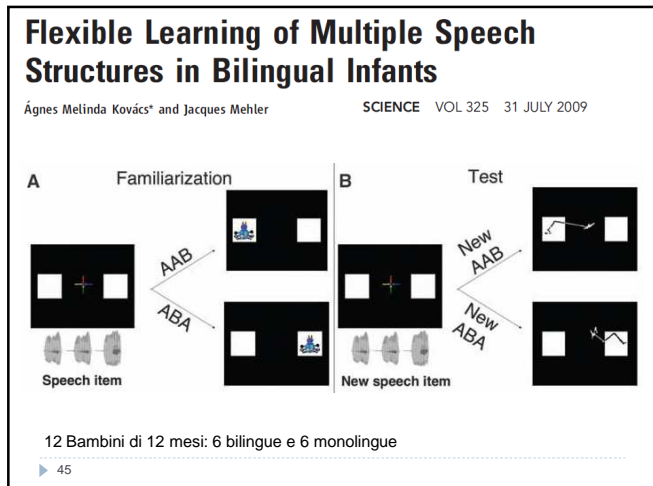 Flexible Learning of Multiple Speech
Structures in Bilingual Infants
Ágnes Melinda Kovács* and Jacques Mehler SCIENCE VOL 325 31 JULY 2009
A Familiarization B Test
AAB
ABA
New AAB
New ABA
Speech item
New speech item
12 Bambini di 12 mesi: 6 bilingue e 6 monolingue
45